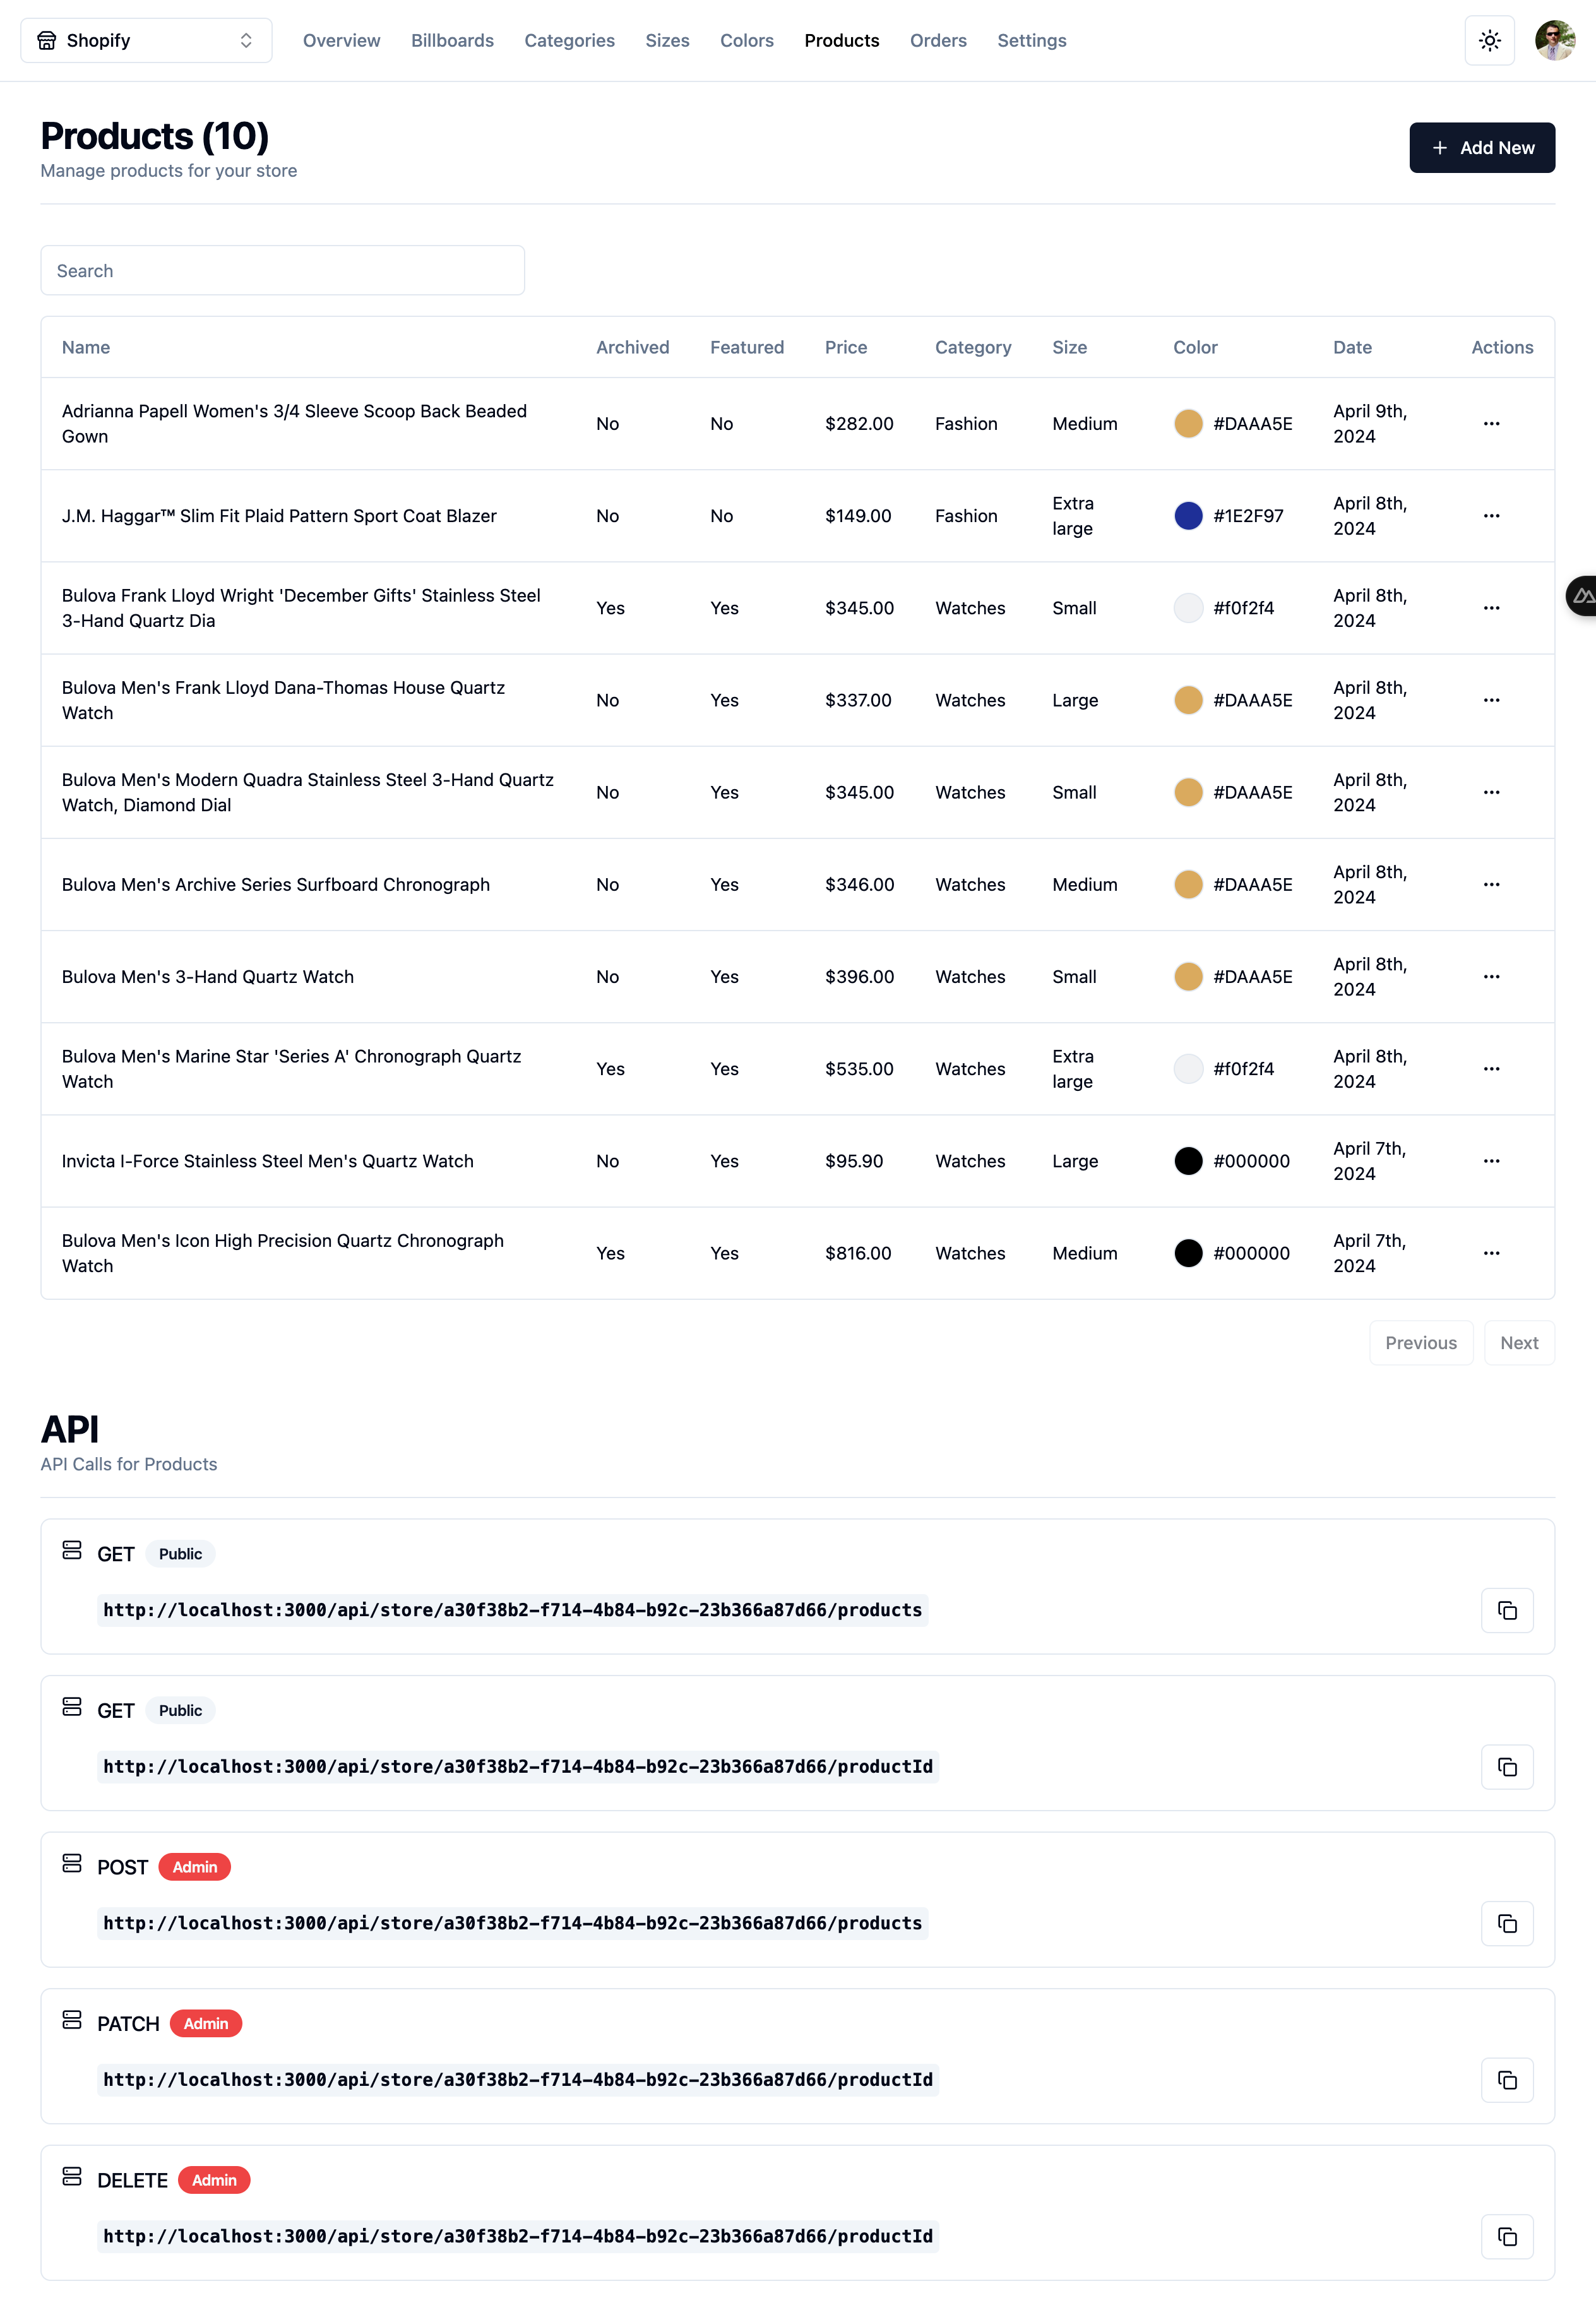 Shopify Overview Billboards Categories Sizes Colors Products Orders Settings
Products (10)
Manage products for your store
+ Add New
Search
Name Archived Featured Price Category Size Color Date Actions
Adrianna Papell Women's 3/4 Sleeve Scoop Back Beaded
Gown
No No $282.00 Fashion Medium #DAAA5E April 9th,
2024
J.M. Haggar™ Slim Fit Plaid Pattern Sport Coat Blazer No No $149.00 Fashion Extra
large
#1E2F97 April 8th,
2024
Bulova Frank Lloyd Wright 'December Gifts' Stainless Steel
3-Hand Quartz Dia
Yes Yes $345.00 Watches Small #f0f2f4 April 8th,
2024
Bulova Men's Frank Lloyd Dana-Thomas House Quartz
Watch
No Yes $337.00 Watches Large #DAAA5E April 8th,
2024
Bulova Men's Modern Quadra Stainless Steel 3-Hand Quartz
Watch, Diamond Dial
No Yes $345.00 Watches Small #DAAA5E April 8th,
2024
Bulova Men's Archive Series Surfboard Chronograph No Yes $346.00 Watches Medium #DAAA5E April 8th,
2024
Bulova Men's 3-Hand Quartz Watch No Yes $396.00 Watches Small #DAAA5E April 8th,
2024
Bulova Men's Marine Star 'Series A' Chronograph Quartz
Watch
Yes Yes $535.00 Watches Extra
large
#f0f2f4 April 8th,
2024
Invicta I-Force Stainless Steel Men's Quartz Watch No Yes $95.90 Watches Large #000000 April 7th,
2024
Bulova Men's Icon High Precision Quartz Chronograph
Watch
Yes Yes $816.00 Watches Medium #000000 April 7th,
2024
Previous Next
API
API Calls for Products
GET Public
http://localhost:3000/api/store/a30f38b2-f714-4b84-b92c-23b366a87d66/products
GET Public
http://localhost:3000/api/store/a30f38b2-f714-4b84-b92c-23b366a87d66/productId
POST Admin
http://localhost:3000/api/store/a30f38b2-f714-4b84-b92c-23b366a87d66/products
PATCH Admin
http://localhost:3000/api/store/a30f38b2-f714-4b84-b92c-23b366a87d66/productId
DELETE Admin
http://localhost:3000/api/store/a30f38b2-f714-4b84-b92c-23b366a87d66/productId